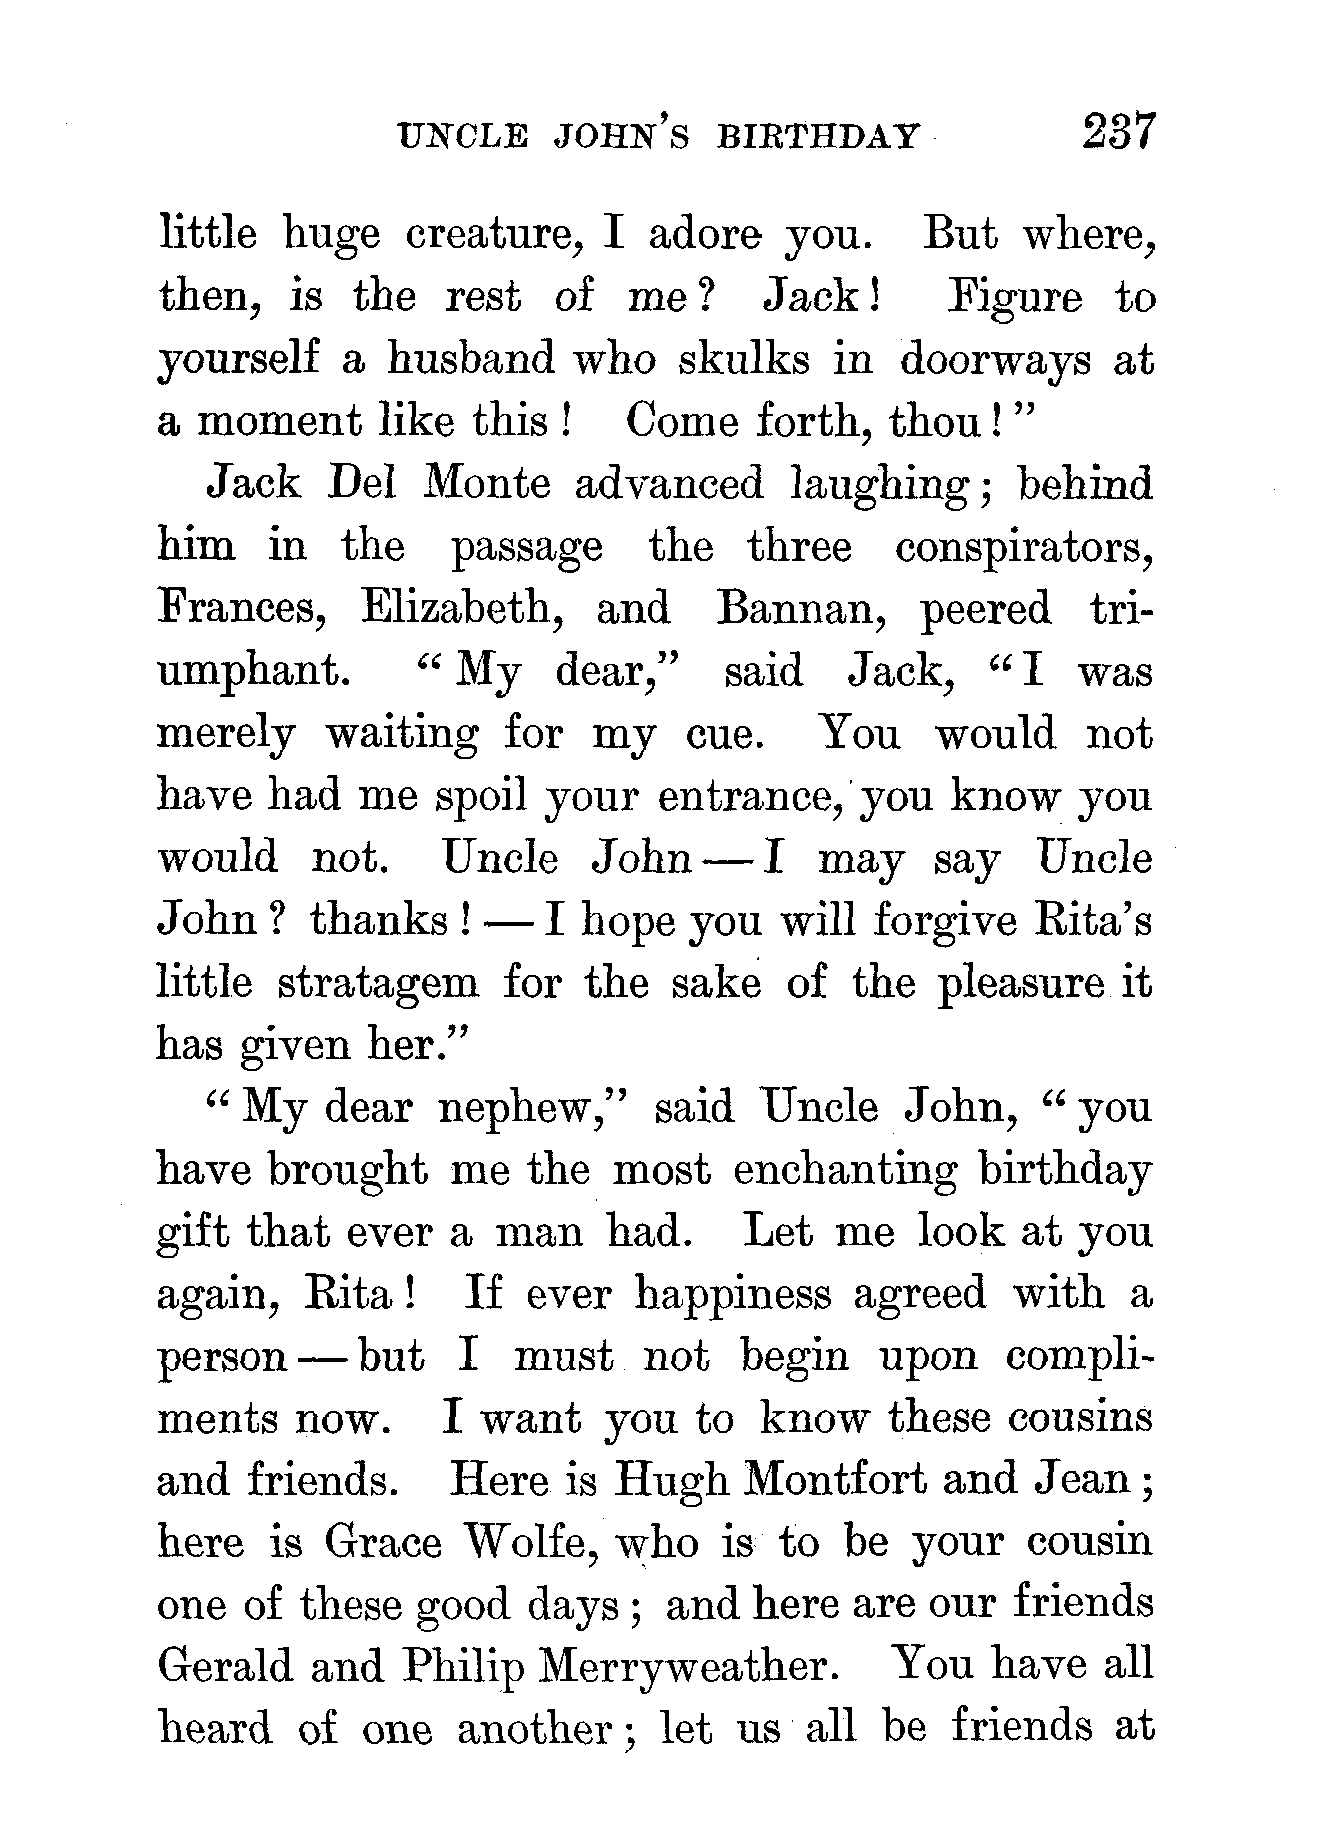 UNCLE JOHN'S BIRTHDAY 237
little huge creature, I adore you. But where,
then, is the rest of me? Jack! Figure to
yourself a husband who skulks in doorways at
a moment like this! Come forth, thou!”
Jack Del Monte advanced laughing; behind
him in the passage the three conspirators,
Frances, Elizabeth, and Bannan, peered tri-
umphant. “My dear,” said Jack, “I was
merely waiting for my cue. You would not
have had me spoil your entrance, you know you
would not. Uncle John—I may say Uncle
John? thanks!—I hope you will forgive Rita's
little stratagem for the sake of the pleasure it
has given her.”
“My dear nephew,” said Uncle John, “you
have brought me the most enchanting birthday
gift that ever a man had. Let me look at you
again, Rita! If ever happiness agreed with a
person—but I must not begin upon compli-
ments now. I want you to know these cousins
and friends. Here is Hugh Montfort and Jean;
here is Grace Wolfe, who is to be your cousin
one of these good days; and here are our friends
Gerald and Philip Merryweather. You have all
heard of one another; let us all be friends at